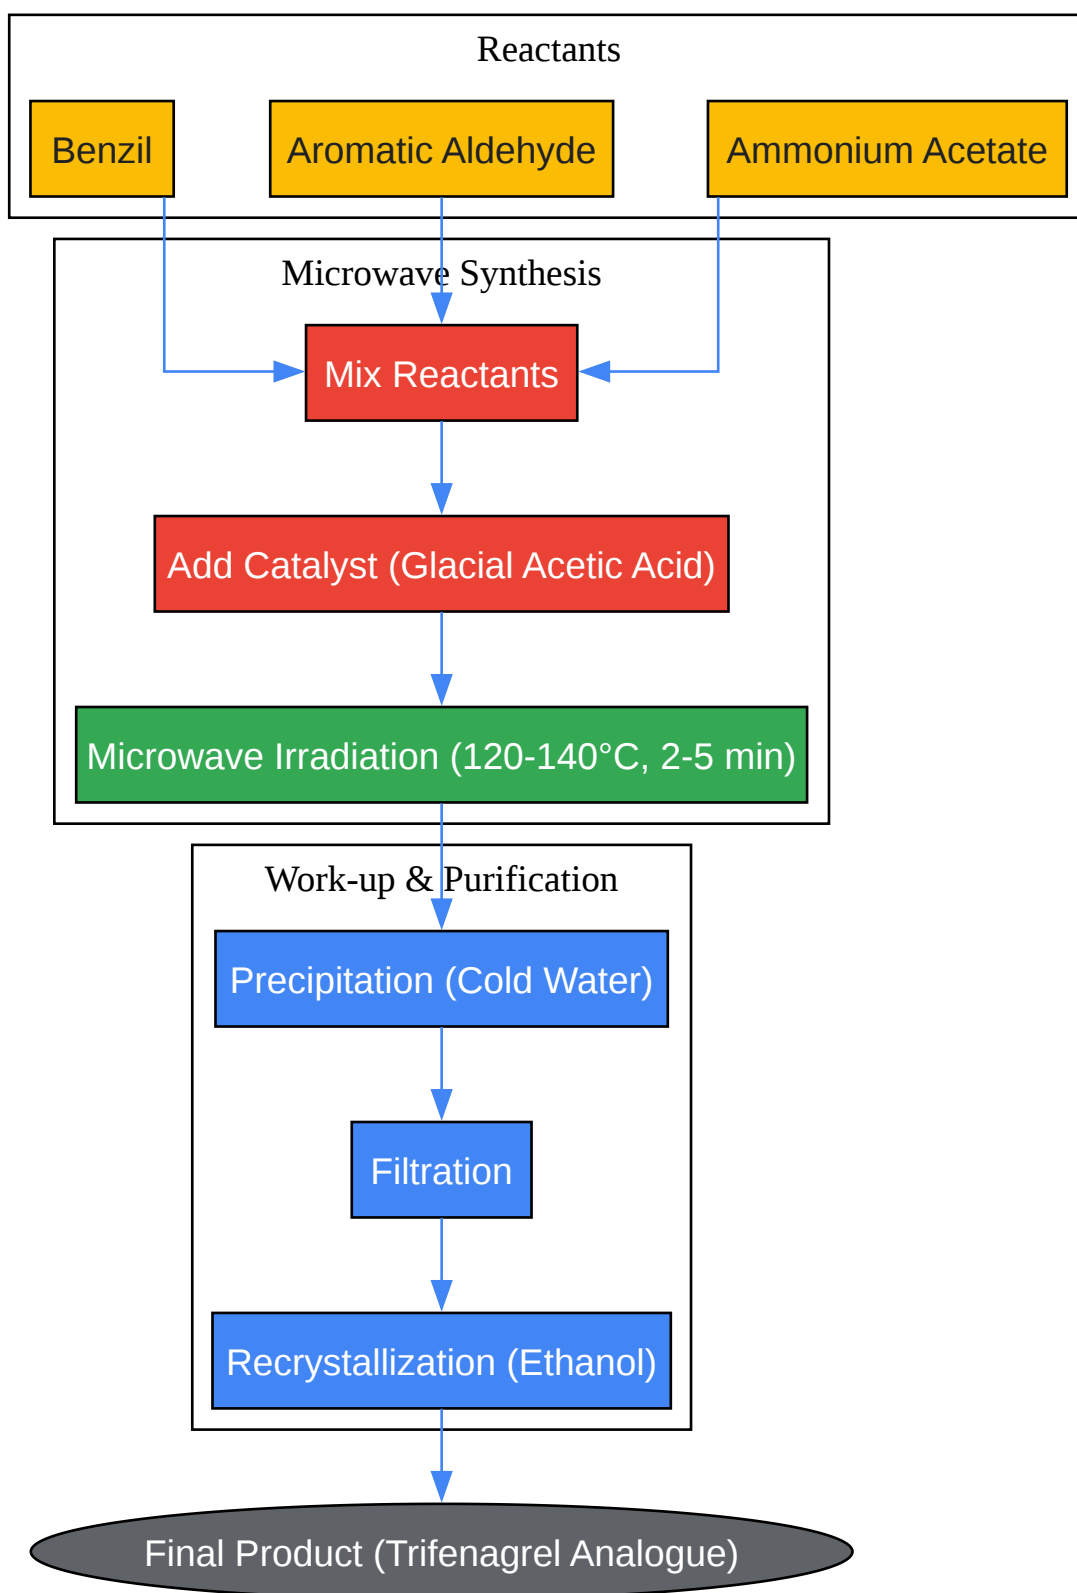 Reactants
Benzil
Aromatic Aldehyde
Ammonium Acetate
Microwave Synthesis
Mix Reactants
Add Catalyst (Glacial Acetic Acid)
Microwave Irradiation (120-140°C, 2-5 min)
Work-up & Purification
Precipitation (Cold Water)
Filtration
Recrystallization (Ethanol)
Final Product (Trifenagrel Analogue)